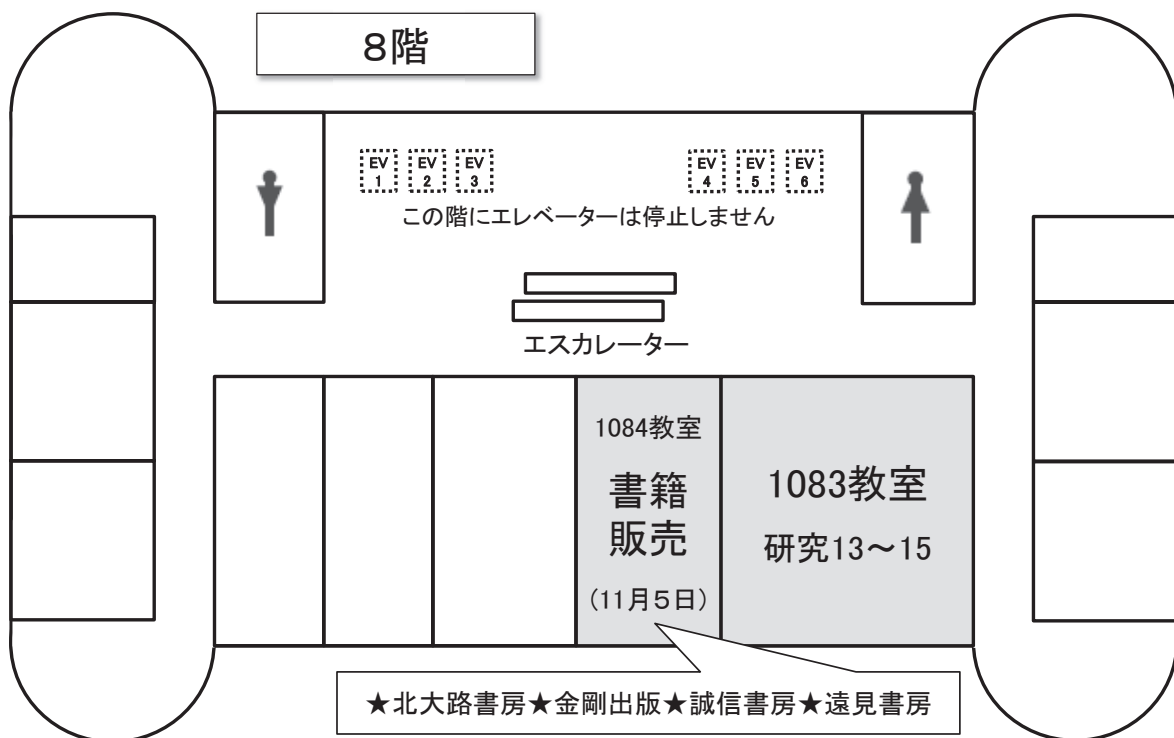 ８階
EV
1
EV
2
EV
3
EV
4
EV
5
EV
6
この階にエレベーターは停止しません
エスカレーター
1084教室
書籍
販売
(11月５日)
1083教室
研究13～15
★北大路書房★金剛出版★誠信書房★遠見書房